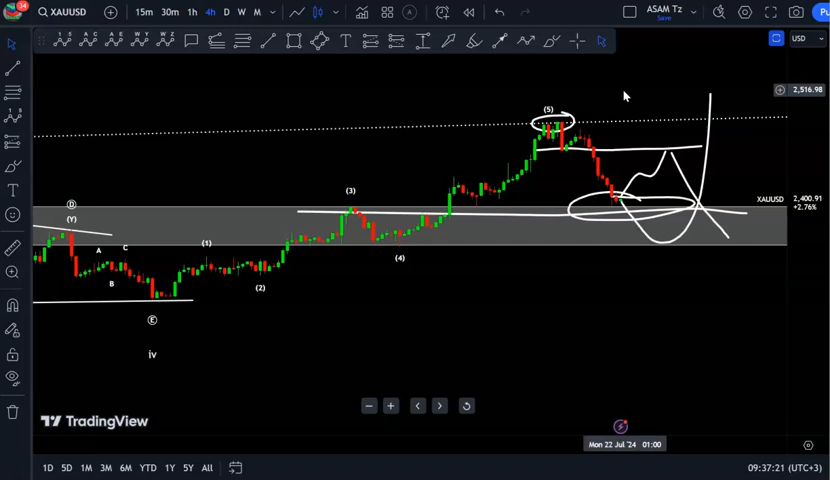 34
XAUUSD
15m 30m 1h 4h D W M
ASAM Tz
Save
Pu
USD
2,516.98
(5)
XAUUSD
2,400.91
+2.76%
(3)
D
(Y)
A
C
B
(1)
(2)
(4)
E
iv
TradingView
Mon 22 Jul '24 01:00
1D 5D 1M 3M 6M YTD 1Y 5Y All
09:37:21 (UTC+3)